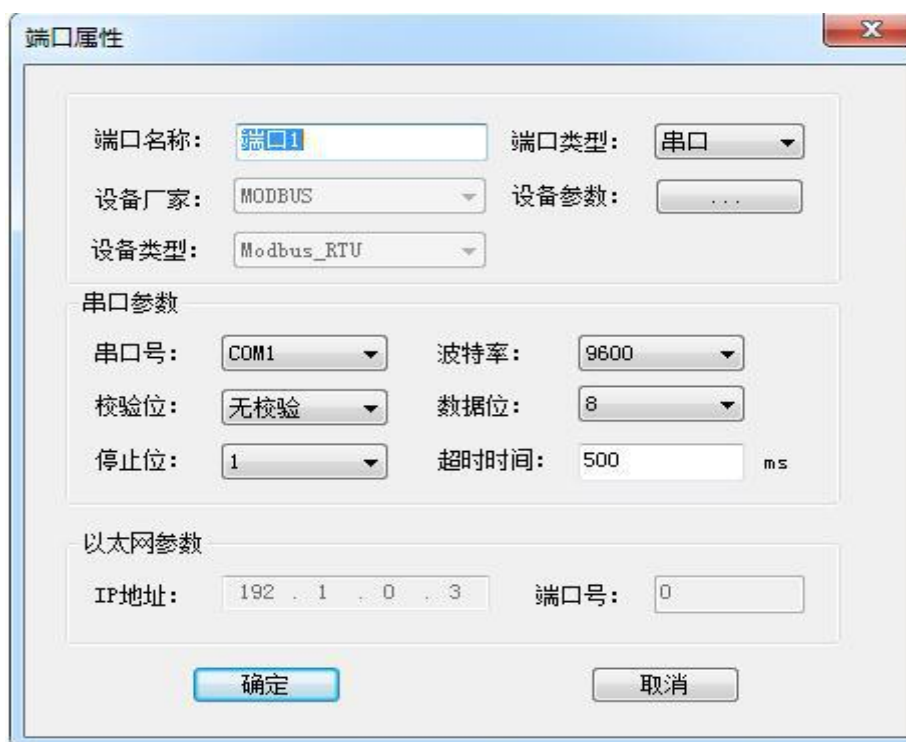 端口属性
端口名称： 端口1 端口类型： 串口
设备厂家： MODBUS 设备参数： ...
设备类型： Modbus_RTU
串口参数
串口号： COM1 波特率： 9600
校验位： 无校验 数据位： 8
停止位： 1 超时时间： 500 ms
以太网参数
IP地址： 192 . 1 . 0 . 3 端口号： 0
确定 取消